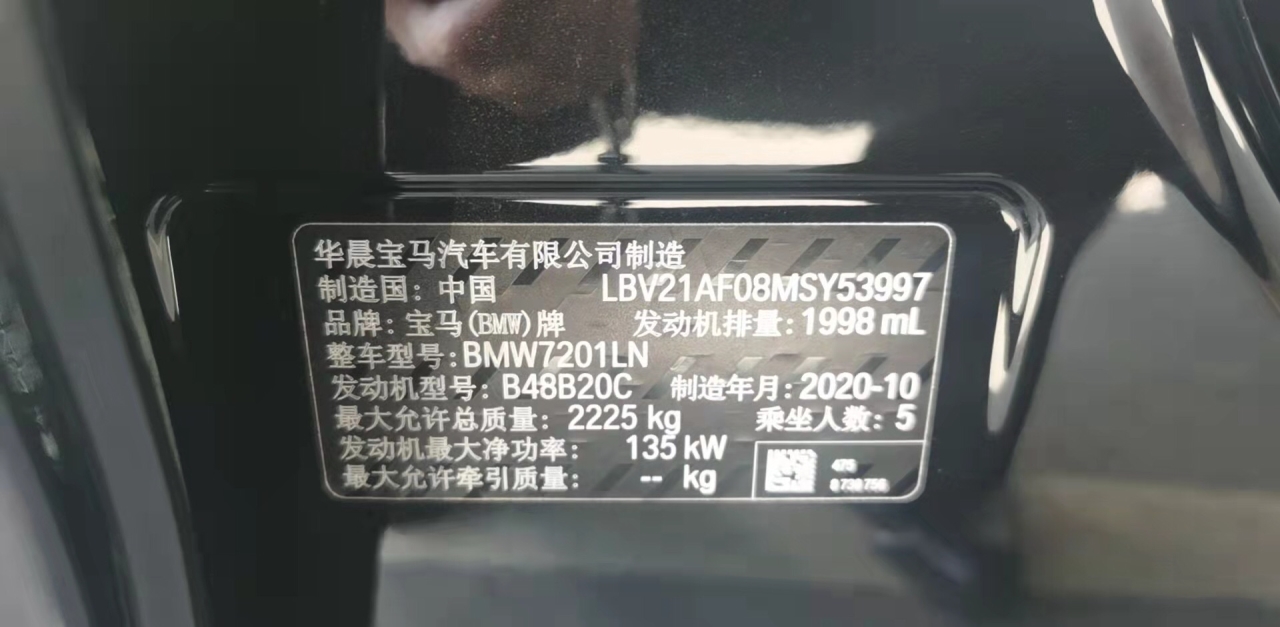 华晨宝马汽车有限公司制造
制造国：中国 LBV21AF08MSY53997
品牌：宝马(BMW)牌 发动机排量：1998 mL
整车型号：BMW7201LN
发动机型号：B48B20C 制造年月：2020-10
最大允许总质量：2225 kg 乘坐人数：5
发动机最大净功率：135 kW
最大允许牵引质量：-- kg
475